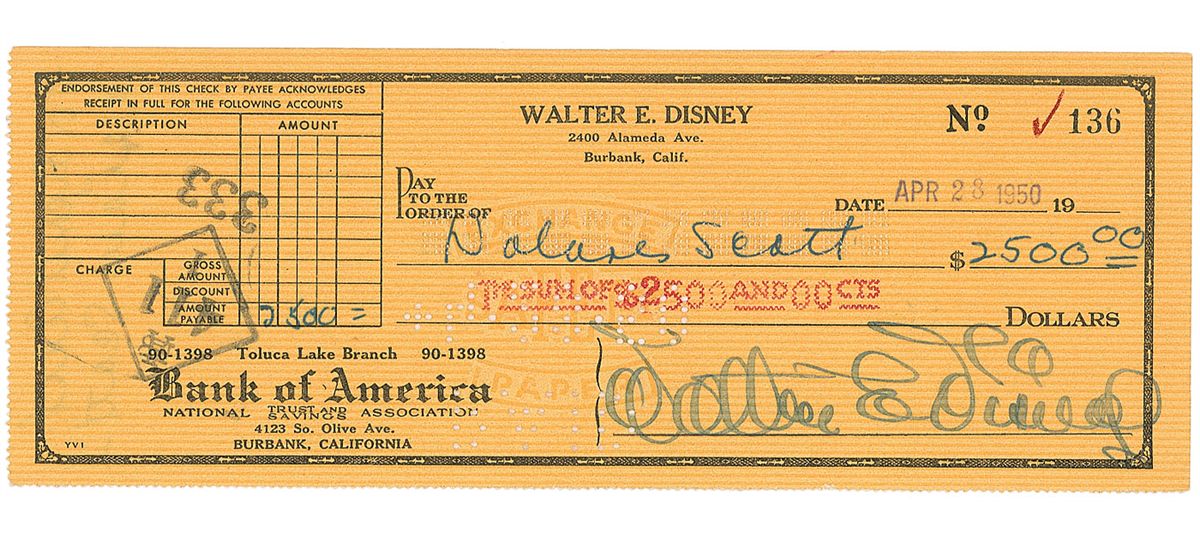 ENDORSEMENT OF THIS CHECK BY PAYEE ACKNOWLEDGES
RECEIPT IN FULL FOR THE FOLLOWING ACCOUNTS
DESCRIPTION AMOUNT
WALTER E. DISNEY
2400 Alameda Ave.
Burbank, Calif.
Nº 136
333
PAY
TO THE
ORDER OF
DATE APR 28 1950 19
Dolores Scott
$2500 00
CHARGE
GROSS
AMOUNT
DISCOUNT
AMOUNT
PAYABLE
2500 =
THE SUM OF $2500 AND 00 CTS
DOLLARS
90-1398 Toluca Lake Branch 90-1398
Bank of America
NATIONAL TRUST AND SAVINGS ASSOCIATION
4123 So. Olive Ave.
BURBANK, CALIFORNIA
YV1
Walter E Disney